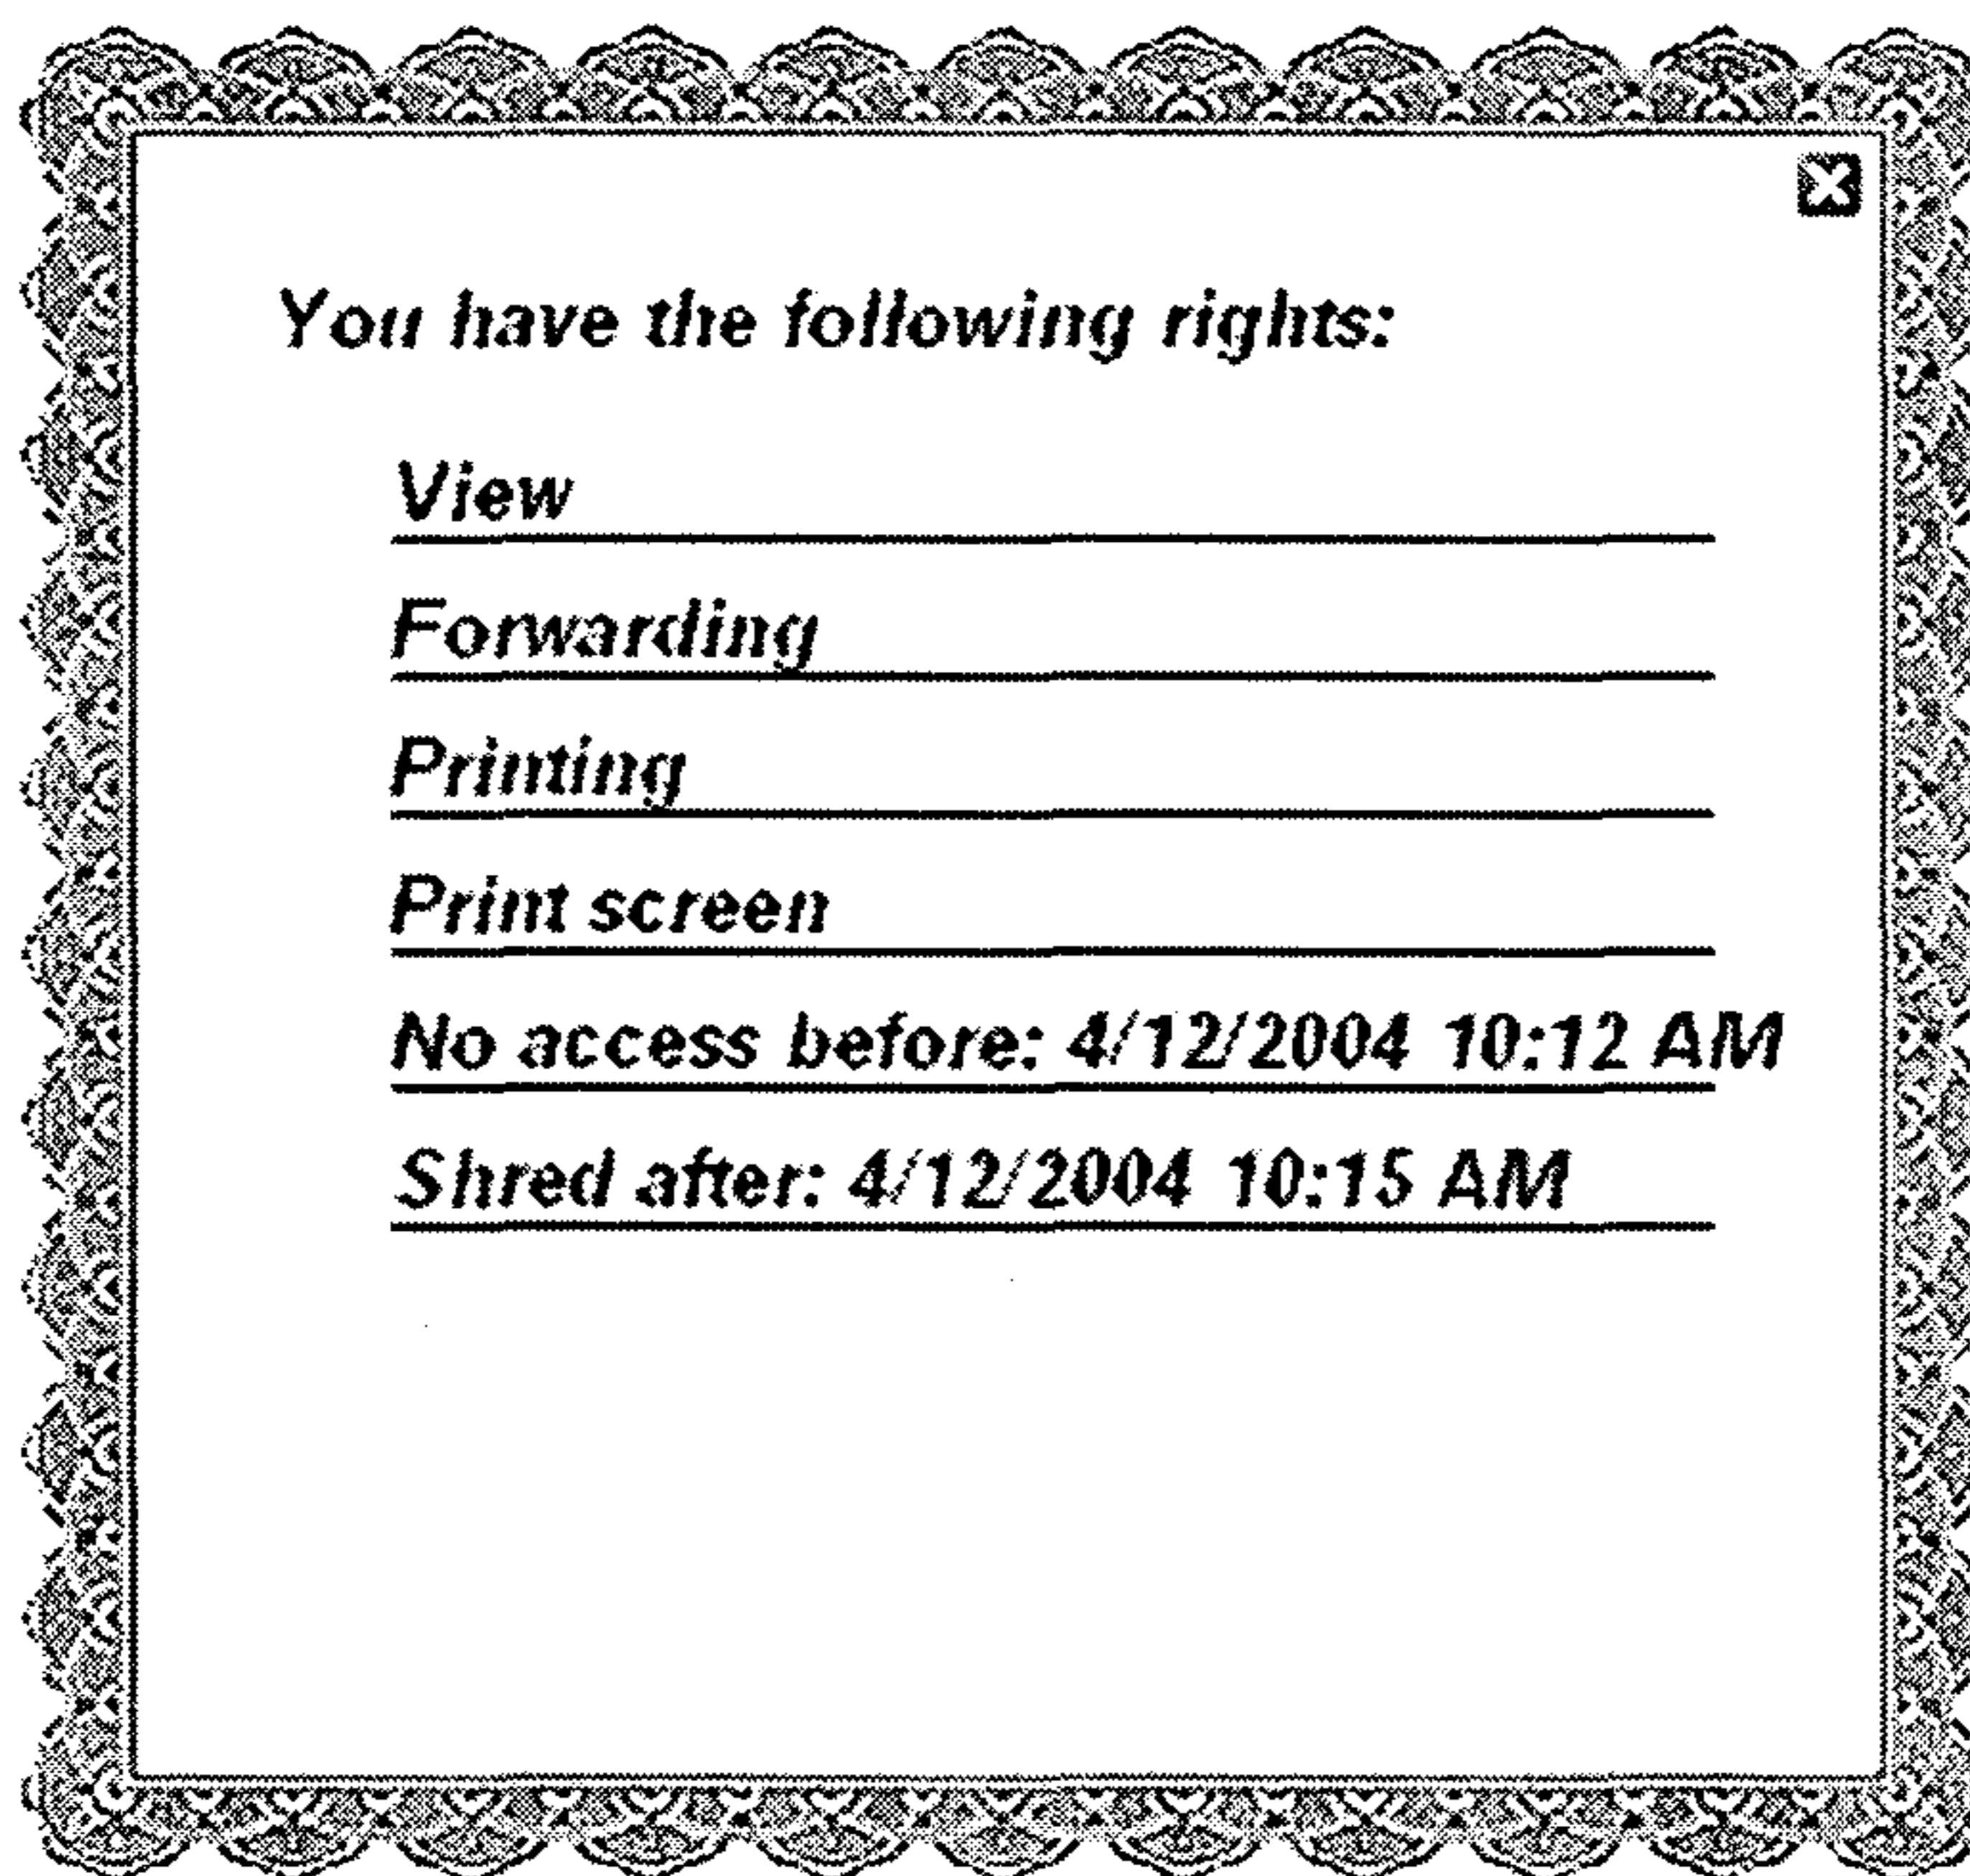 You have the following rights:
View
Forwarding
Printing
Print screen
No access before: 4/12/2004 10:12 AM
Shred after: 4/12/2004 10:15 AM